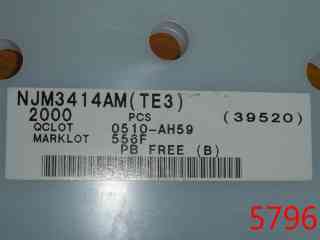 NJM3414AM(TE3)
2000 PCS (39520)
QCLOT 0510-AH59
MARKLOT 556F
PB FREE (B)
5796